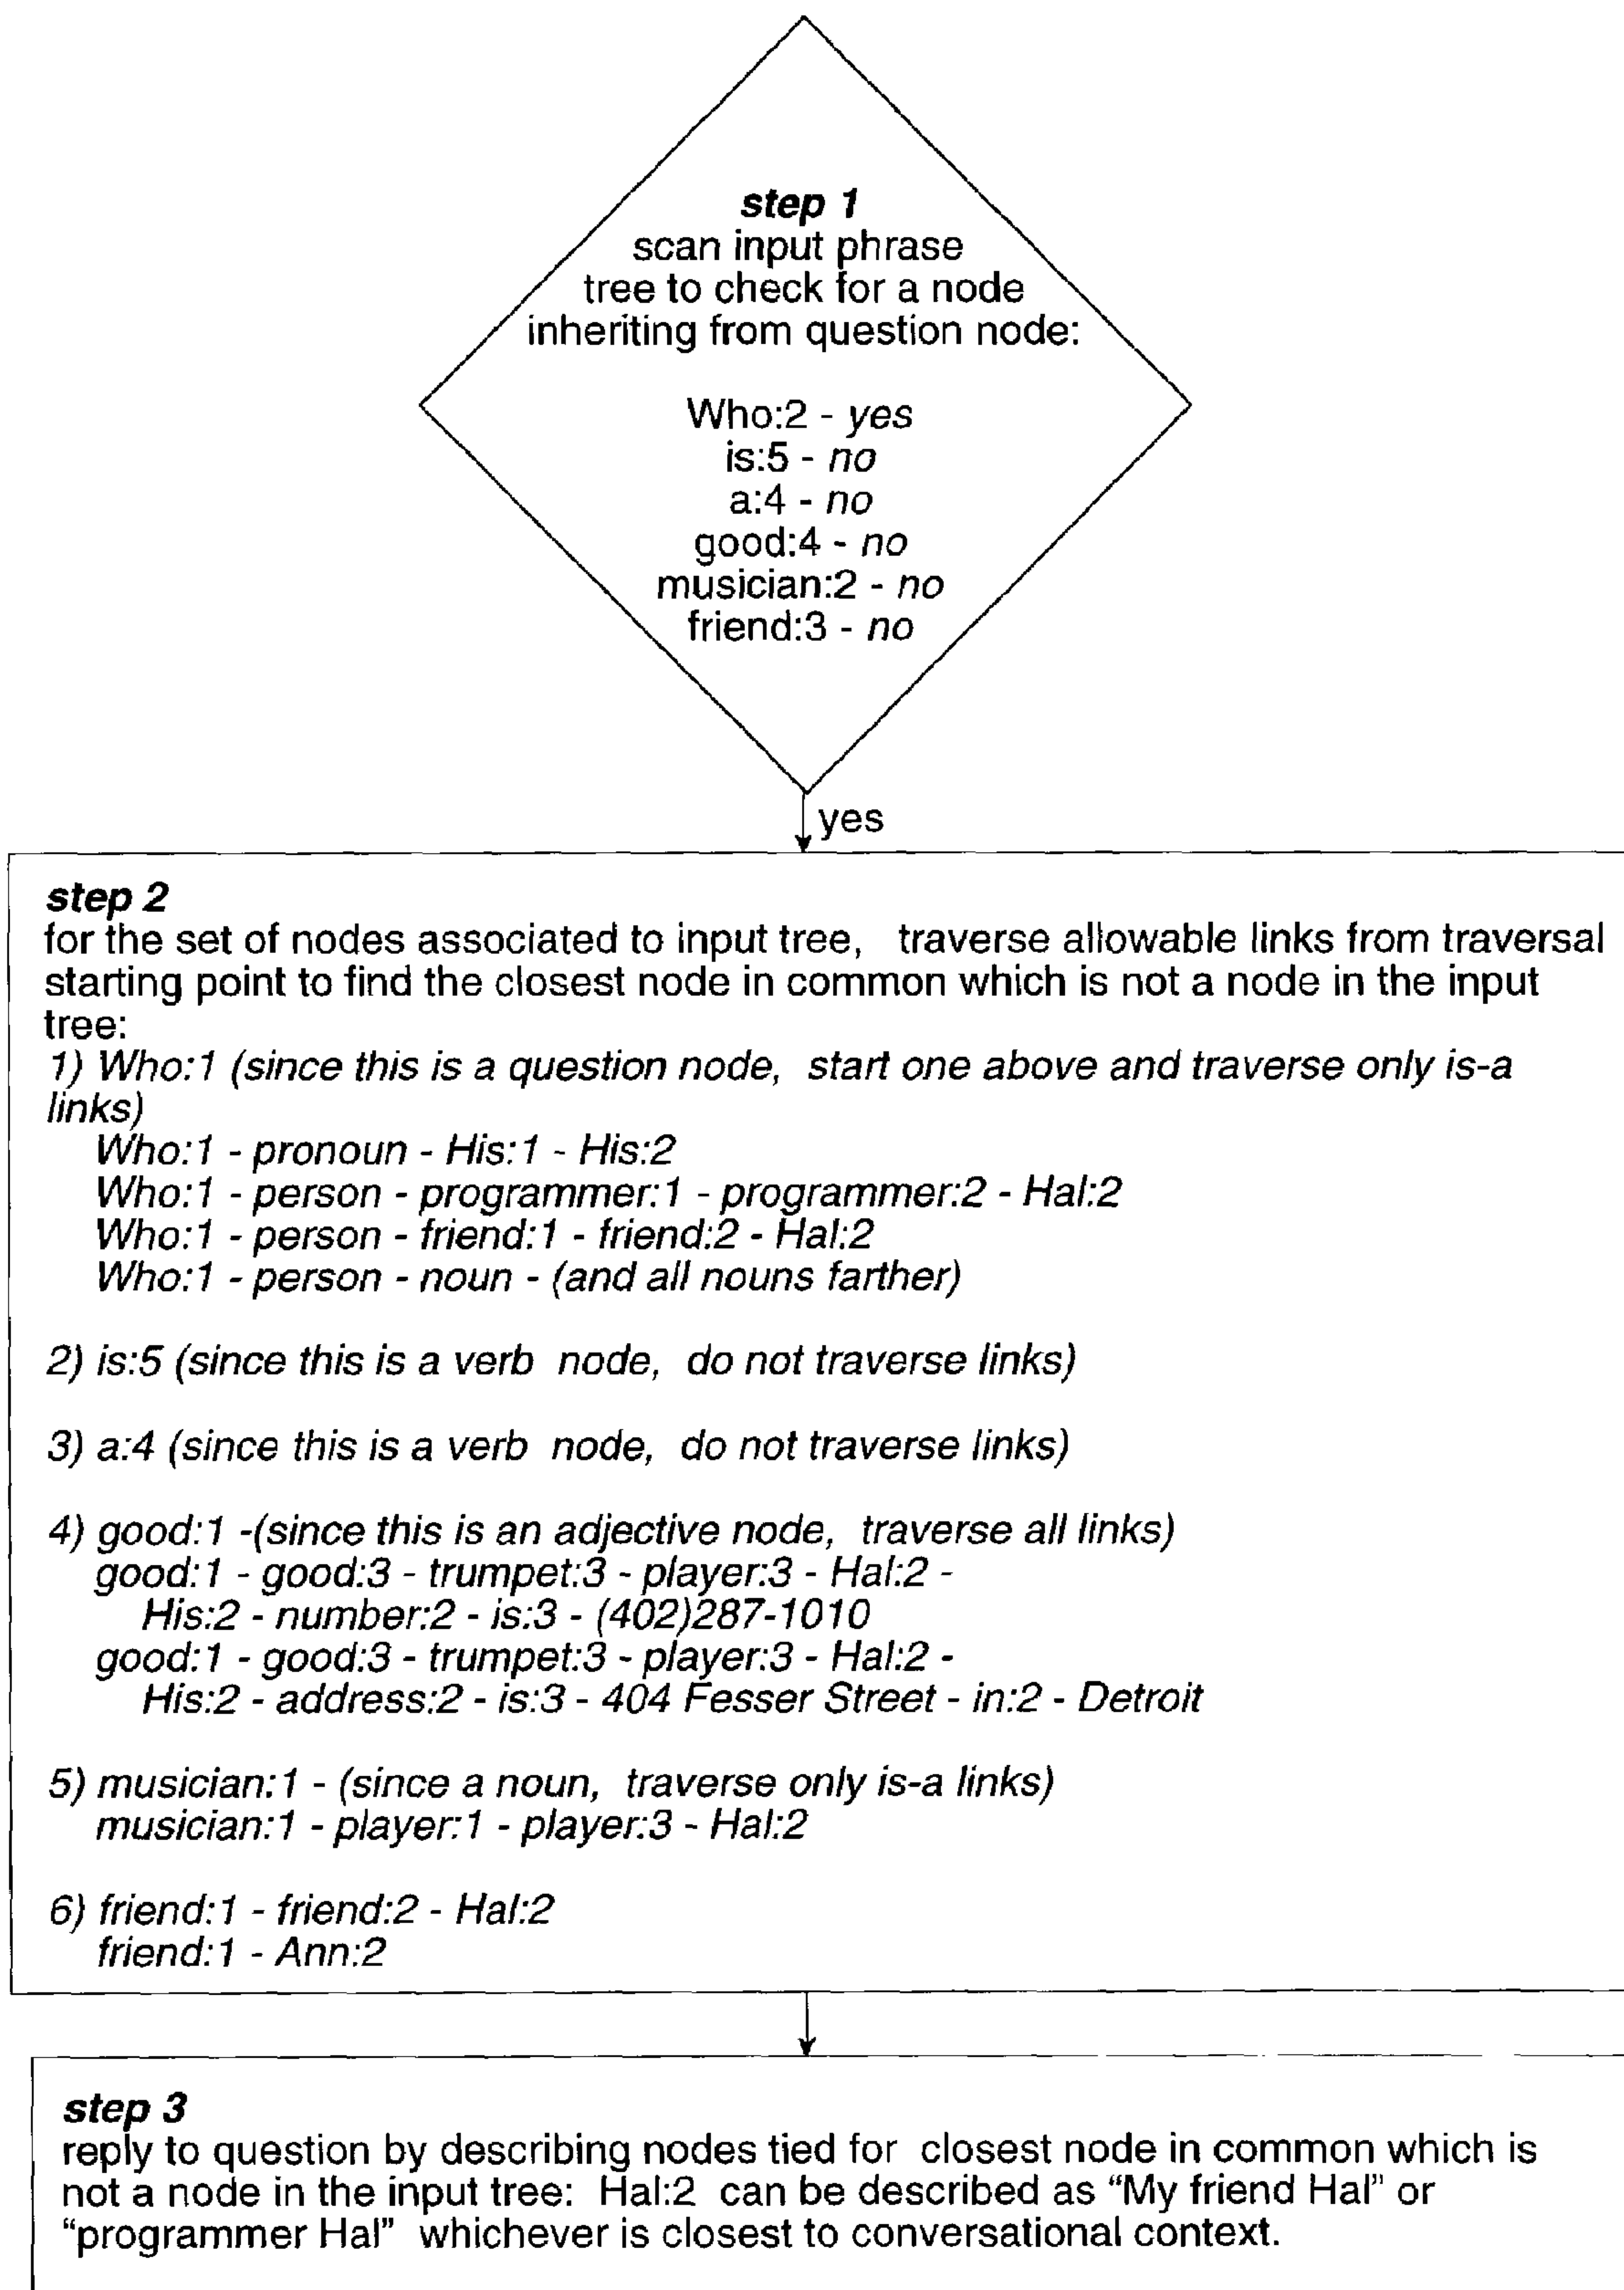 step 1
scan input phrase
tree to check for a node
inheriting from question node:
Who:2 - yes
is:5 - no
a:4 - no
good:4 - no
musician:2 - no
friend:3 - no
yes
step 2
for the set of nodes associated to input tree, traverse allowable links from traversal
starting point to find the closest node in common which is not a node in the input
tree:
1) Who:1 (since this is a question node, start one above and traverse only is-a
links)
Who:1 - pronoun - His:1 - His:2
Who:1 - person - programmer:1 - programmer:2 - Hal:2
Who:1 - person - friend:1 - friend:2 - Hal:2
Who:1 - person - noun - (and all nouns farther)
2) is:5 (since this is a verb node, do not traverse links)
3) a:4 (since this is a verb node, do not traverse links)
4) good:1 -(since this is an adjective node, traverse all links)
good:1 - good:3 - trumpet:3 - player:3 - Hal:2 -
His:2 - number:2 - is:3 - (402)287-1010
good:1 - good:3 - trumpet:3 - player:3 - Hal:2 -
His:2 - address:2 - is:3 - 404 Fesser Street - in:2 - Detroit
5) musician:1 - (since a noun, traverse only is-a links)
musician:1 - player:1 - player:3 - Hal:2
6) friend:1 - friend:2 - Hal:2
friend:1 - Ann:2
step 3
reply to question by describing nodes tied for closest node in common which is
not a node in the input tree: Hal:2 can be described as “My friend Hal” or
“programmer Hal” whichever is closest to conversational context.